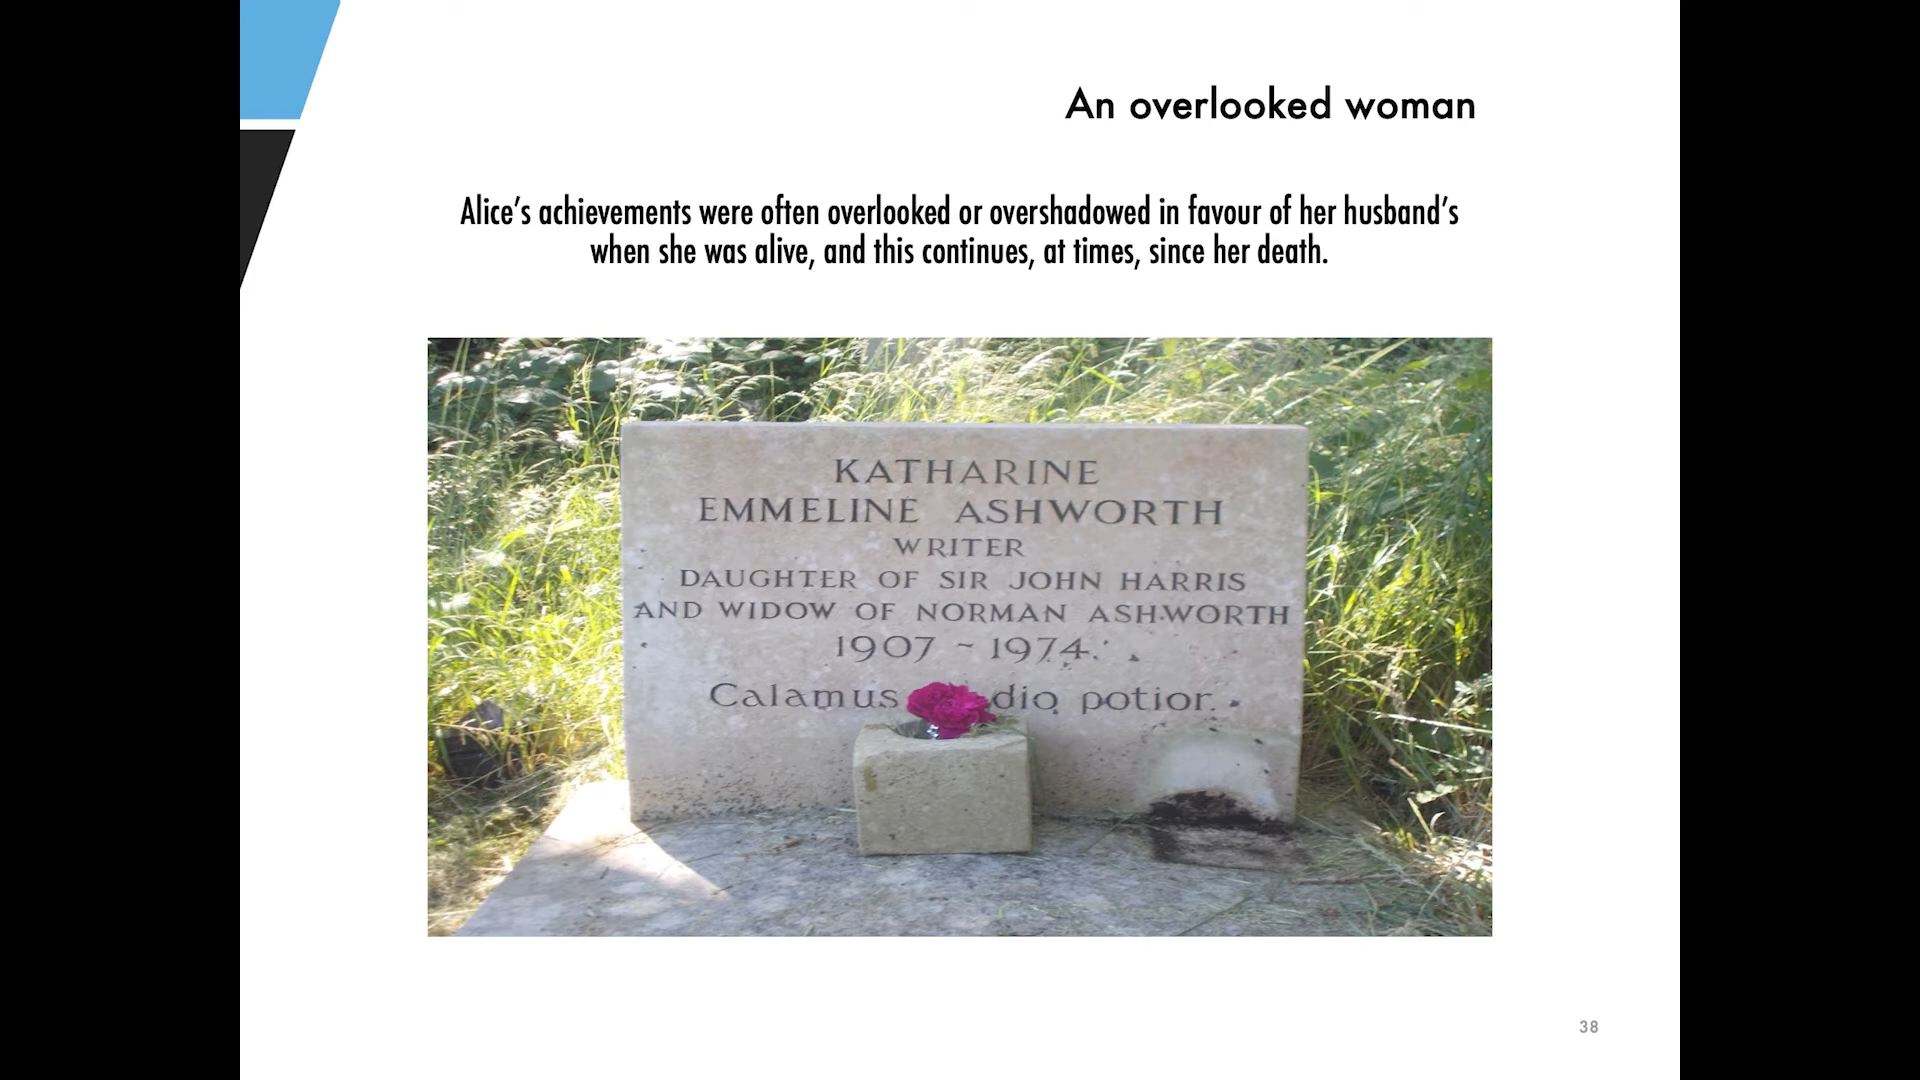 An overlooked woman
Alice’s achievements were often overlooked or overshadowed in favour of her husband’s
when she was alive, and this continues, at times, since her death.
KATHARINE
EMMELINE ASHWORTH
WRITER
DAUGHTER OF SIR JOHN HARRIS
AND WIDOW OF NORMAN ASHWORTH
1907 ~ 1974.
Calamus potior.
38